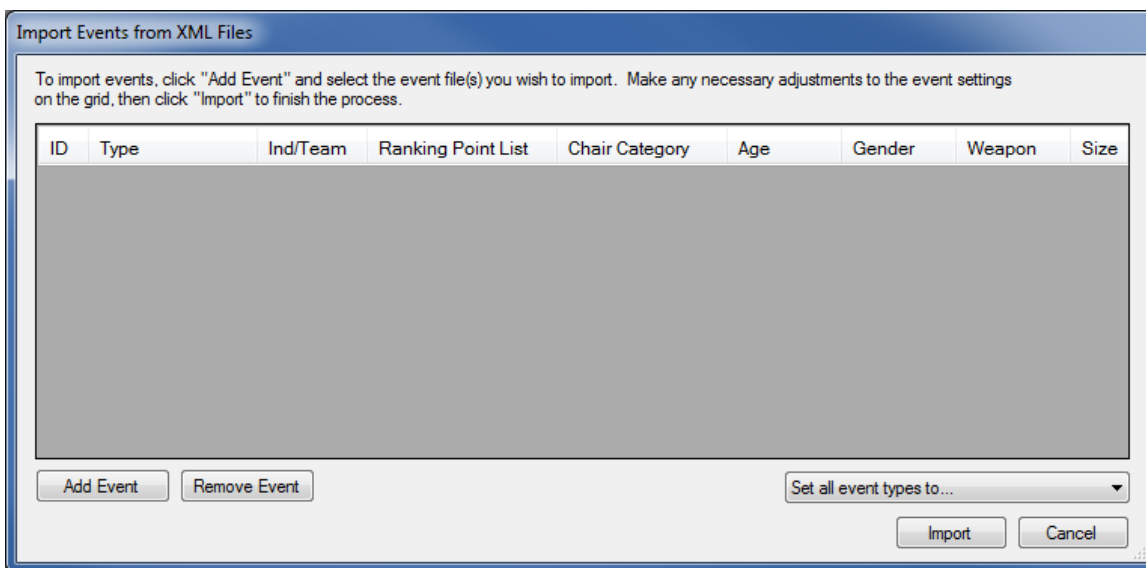 Import Events from XML Files
To import events, click "Add Event" and select the event file(s) you wish to import. Make any necessary adjustments to the event settings
on the grid, then click "Import" to finish the process.
ID Type Ind/Team Ranking Point List Chair Category Age Gender Weapon Size
Add Event Remove Event Set all event types to...
Import Cancel